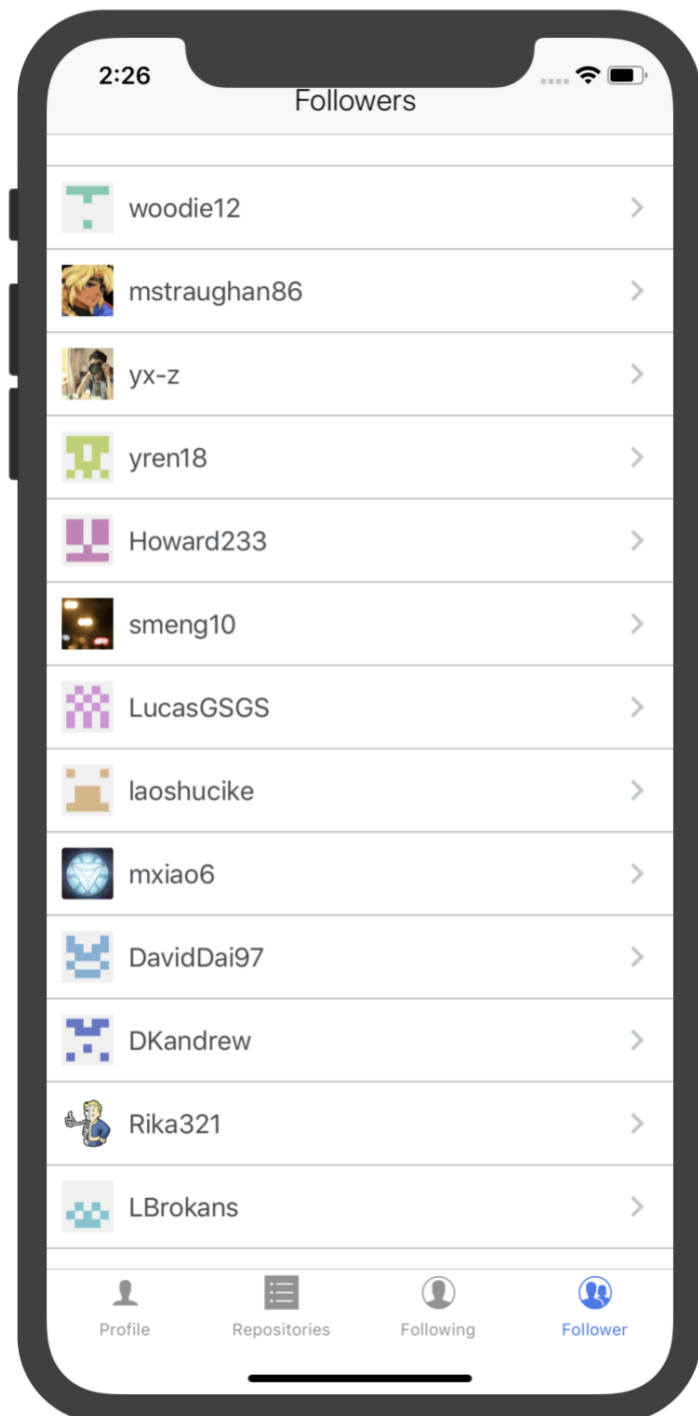 2:26
Followers
woodie12
mstraughan86
yx-z
yren18
Howard233
smeng10
LucasGSGS
laoshucike
mxiao6
DavidDai97
DKandrew
Rika321
LBrokans
Profile Repositories Following Follower